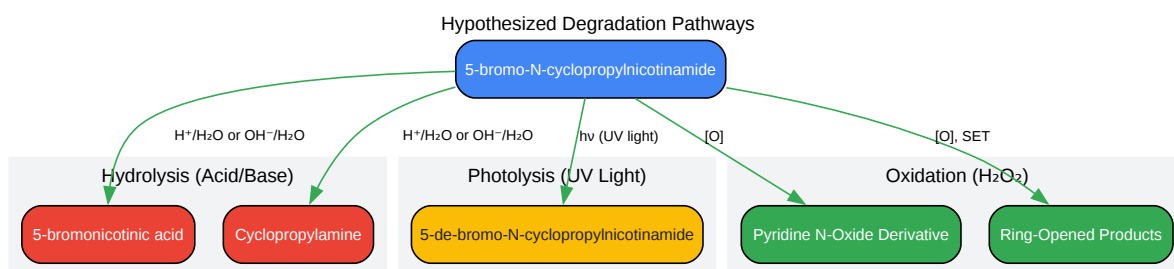 Hypothesized Degradation Pathways
5-bromo-N-cyclopropylnicotinamide
H⁺/H₂O or OH⁻/H₂O
H⁺/H₂O or OH⁻/H₂O
hν (UV light)
[O]
[O], SET
Hydrolysis (Acid/Base)
Photolysis (UV Light)
Oxidation (H₂O₂)
5-bromonicotinic acid
Cyclopropylamine
5-de-bromo-N-cyclopropylnicotinamide
Pyridine N-Oxide Derivative
Ring-Opened Products